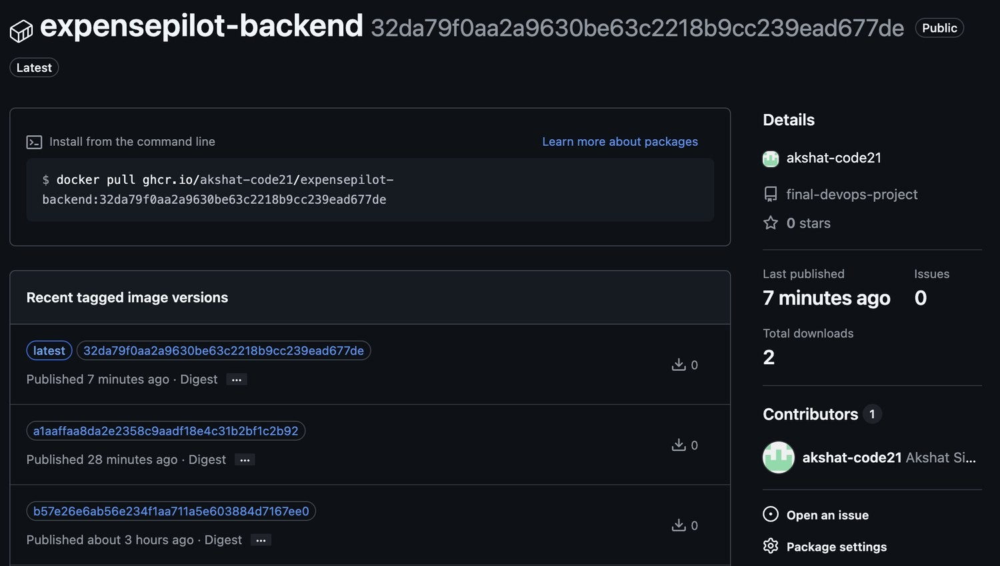 expensepilot-backend 32da79f0aa2a9630be63c2218b9cc239ead677de Public
Latest
Install from the command line
Learn more about packages
$ docker pull ghcr.io/akshat-code21/expensepilot-
backend:32da79f0aa2a9630be63c2218b9cc239ead677de
Recent tagged image versions
latest 32da79f0aa2a9630be63c2218b9cc239ead677de
Published 7 minutes ago · Digest ...
0
a1aaffaa8da2e2358c9aadf18e4c31b2bf1c2b92
Published 28 minutes ago · Digest ...
0
b57e26e6ab56e234f1aa711a5e603884d7167ee0
Published about 3 hours ago · Digest ...
0
Details
akshat-code21
final-devops-project
0 stars
Last published
7 minutes ago
Issues
0
Total downloads
2
Contributors 1
akshat-code21 Akshat Si...
Open an issue
Package settings